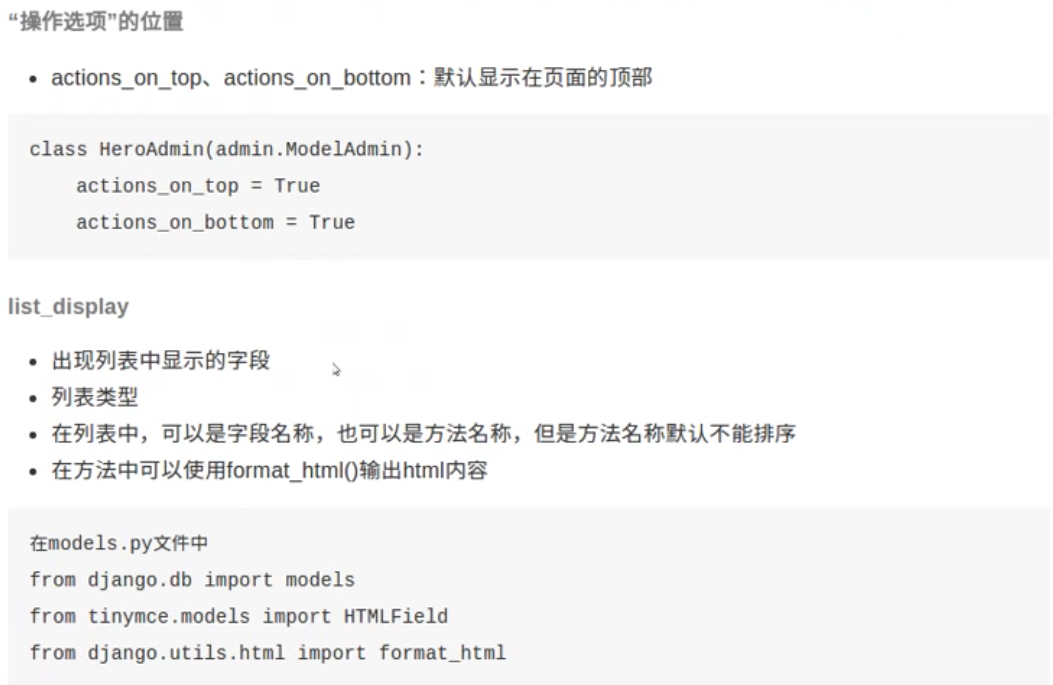 “操作选项”的位置
• actions_on_top、actions_on_bottom：默认显示在页面的顶部
class HeroAdmin(admin.ModelAdmin):
    actions_on_top = True
    actions_on_bottom = True
list_display
• 出现列表中显示的字段
• 列表类型
• 在列表中，可以是字段名称，也可以是方法名称，但是方法名称默认不能排序
• 在方法中可以使用format_html()输出html内容
在models.py文件中
from django.db import models
from tinymce.models import HTMLField
from django.utils.html import format_html